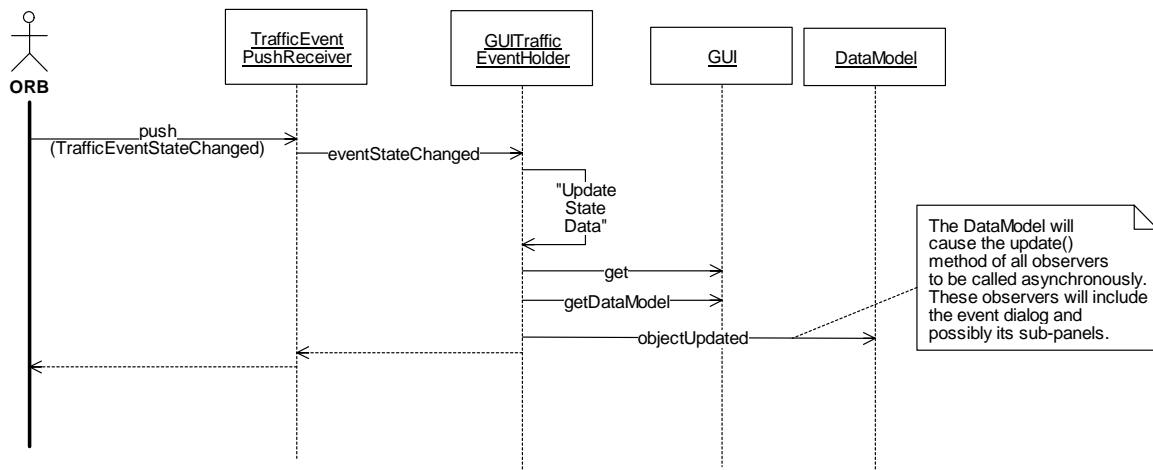 ORB
TrafficEvent
PushReceiver
GUITraffic
EventHolder
GUI
DataModel
push
(TrafficEventStateChanged)
eventStateChanged
"Update
State
Data"
get
getDataModel
objectUpdated
The DataModel will
cause the update()
method of all observers
to be called asynchronously.
These observers will include
the event dialog and
possibly its sub-panels.